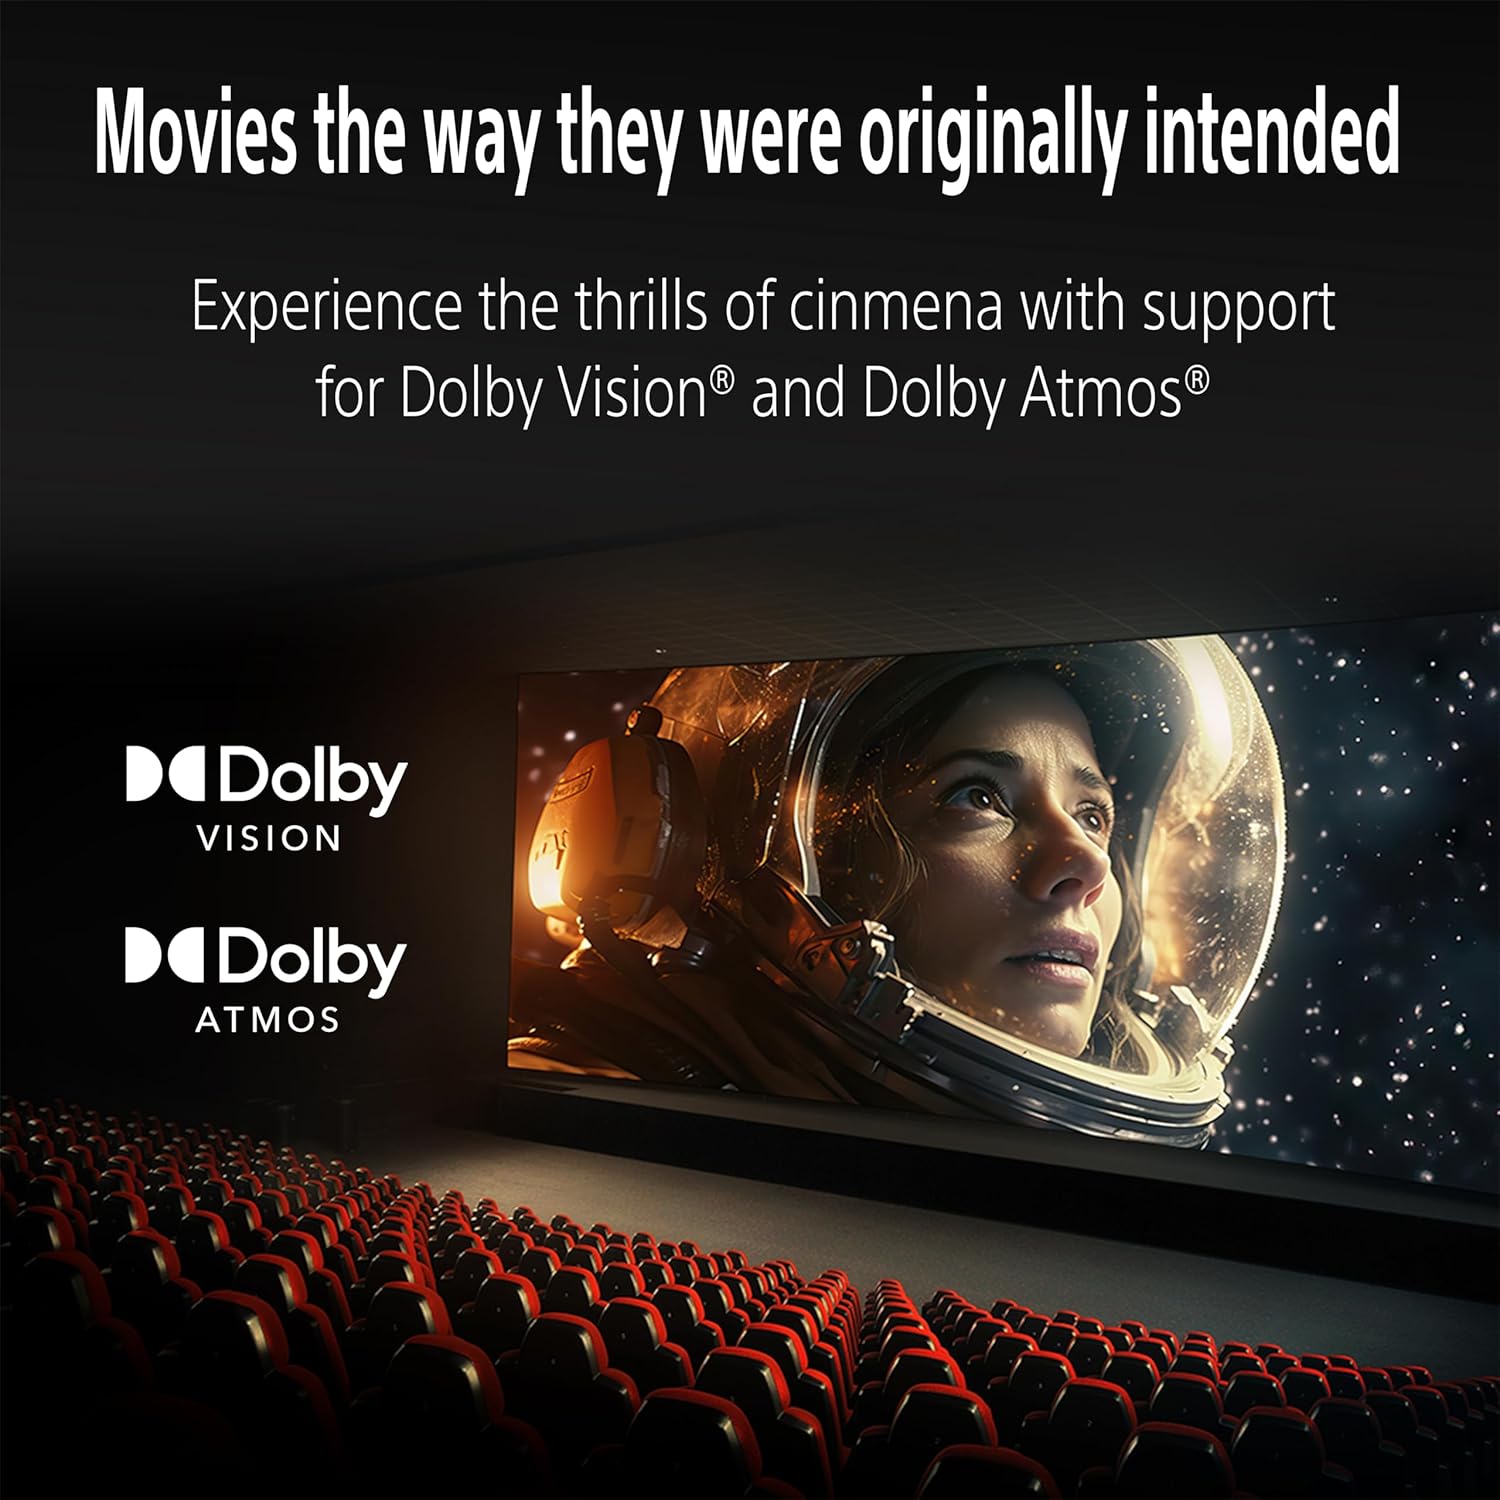 Movies the way they were originally intended
Experience the thrills of cinmena with support
for Dolby Vision® and Dolby Atmos®
Dolby
VISION
Dolby
ATMOS